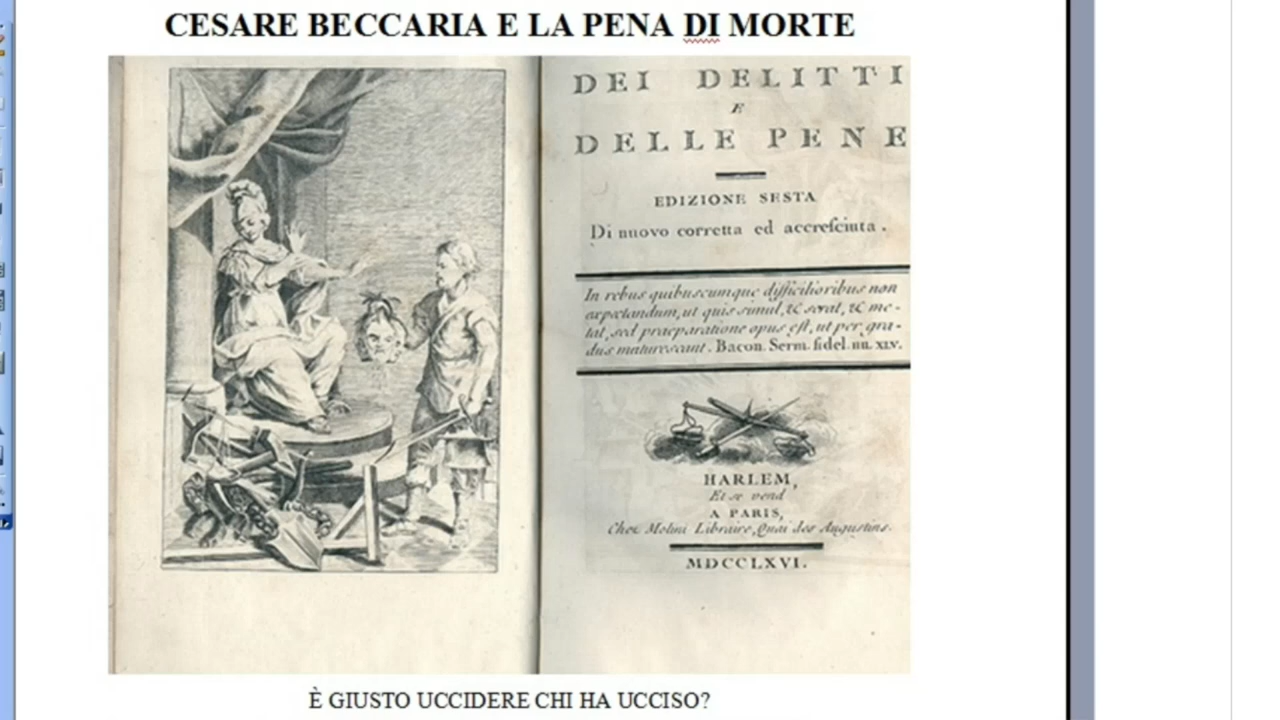 CESARE BECCARIA E LA PENA DI MORTE
DEI DELITTI
E
DELLE PENE
EDIZIONE SESTA
Di nuovo corretta ed accreſciuta.
In rebus quibuscumque difficilioribus non
expectandum, ut quis simul, & serat, & me-
tat, sed praeparatione opus eſt, ut per gra-
dus maturescant. Bacon. Serm. fidel. nu. XLV.
HARLEM,
Et se vend
A PARIS,
Chez Molini Libraire, Quai des Augustins.
MDCCLXVI.
È GIUSTO UCCIDERE CHI HA UCCISO?